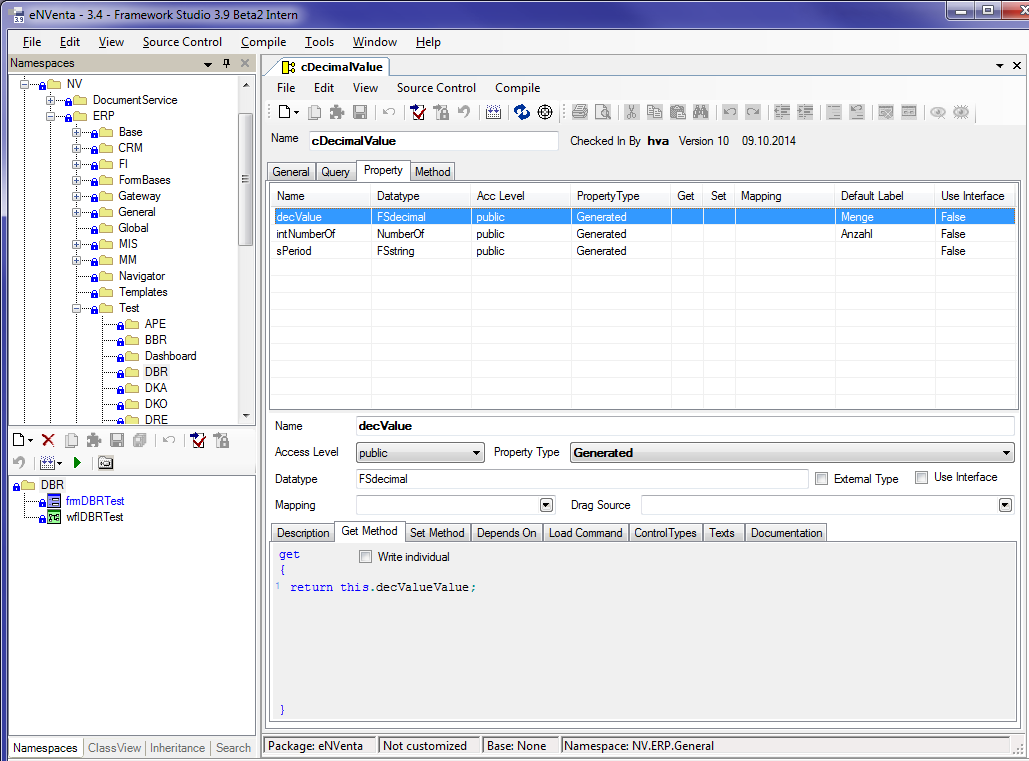 eNVenta - 3.4 - Framework Studio 3.9 Beta2 Intern
File Edit View Source Control Compile Tools Window Help
Namespaces
NV
DocumentService
ERP
Base
CRM
FI
FormBases
Gateway
General
Global
MIS
MM
Navigator
Templates
Test
APE
BBR
Dashboard
DBR
DKA
DKO
DRE
DBR
frmDBRTest
wflDBRTest
Namespaces ClassView Inheritance Search
cDecimalValue
File Edit View Source Control Compile
Name cDecimalValue Checked In By hva Version 10 09.10.2014
General Query Property Method
Name Datatype Acc Level PropertyType Get Set Mapping Default Label Use Interface
decValue FSdecimal public Generated Menge False
intNumberOf NumberOf public Generated Anzahl False
sPeriod FSstring public Generated False
Name decValue
Access Level public Property Type Generated
Datatype FSdecimal External Type Use Interface
Mapping Drag Source
Description Get Method Set Method Depends On Load Command ControlTypes Texts Documentation
get Write individual
{
1 return this.decValueValue;
}
Package: eNVenta Not customized Base: None Namespace: NV.ERP.General